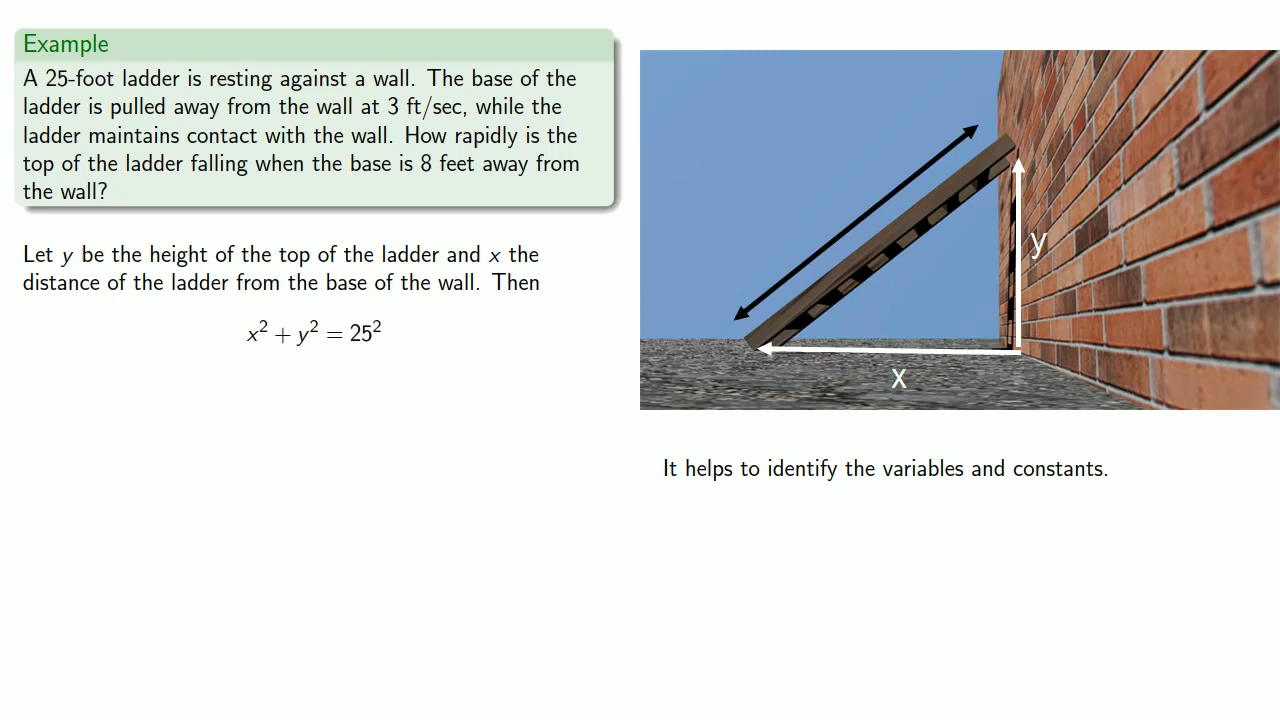 Example
A 25-foot ladder is resting against a wall. The base of the
ladder is pulled away from the wall at 3 ft/sec, while the
ladder maintains contact with the wall. How rapidly is the
top of the ladder falling when the base is 8 feet away from
the wall?
Let y be the height of the top of the ladder and x the
distance of the ladder from the base of the wall. Then
x² + y² = 25²
y
x
It helps to identify the variables and constants.